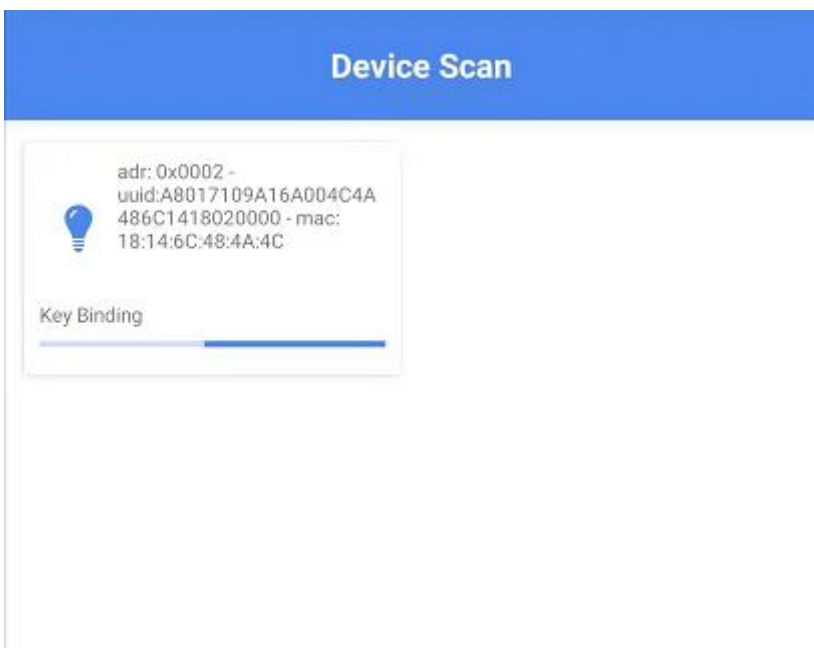 Device Scan
adr: 0x0002 -
uuid:A8017109A16A004C4A
486C1418020000 - mac:
18:14:6C:48:4A:4C
Key Binding